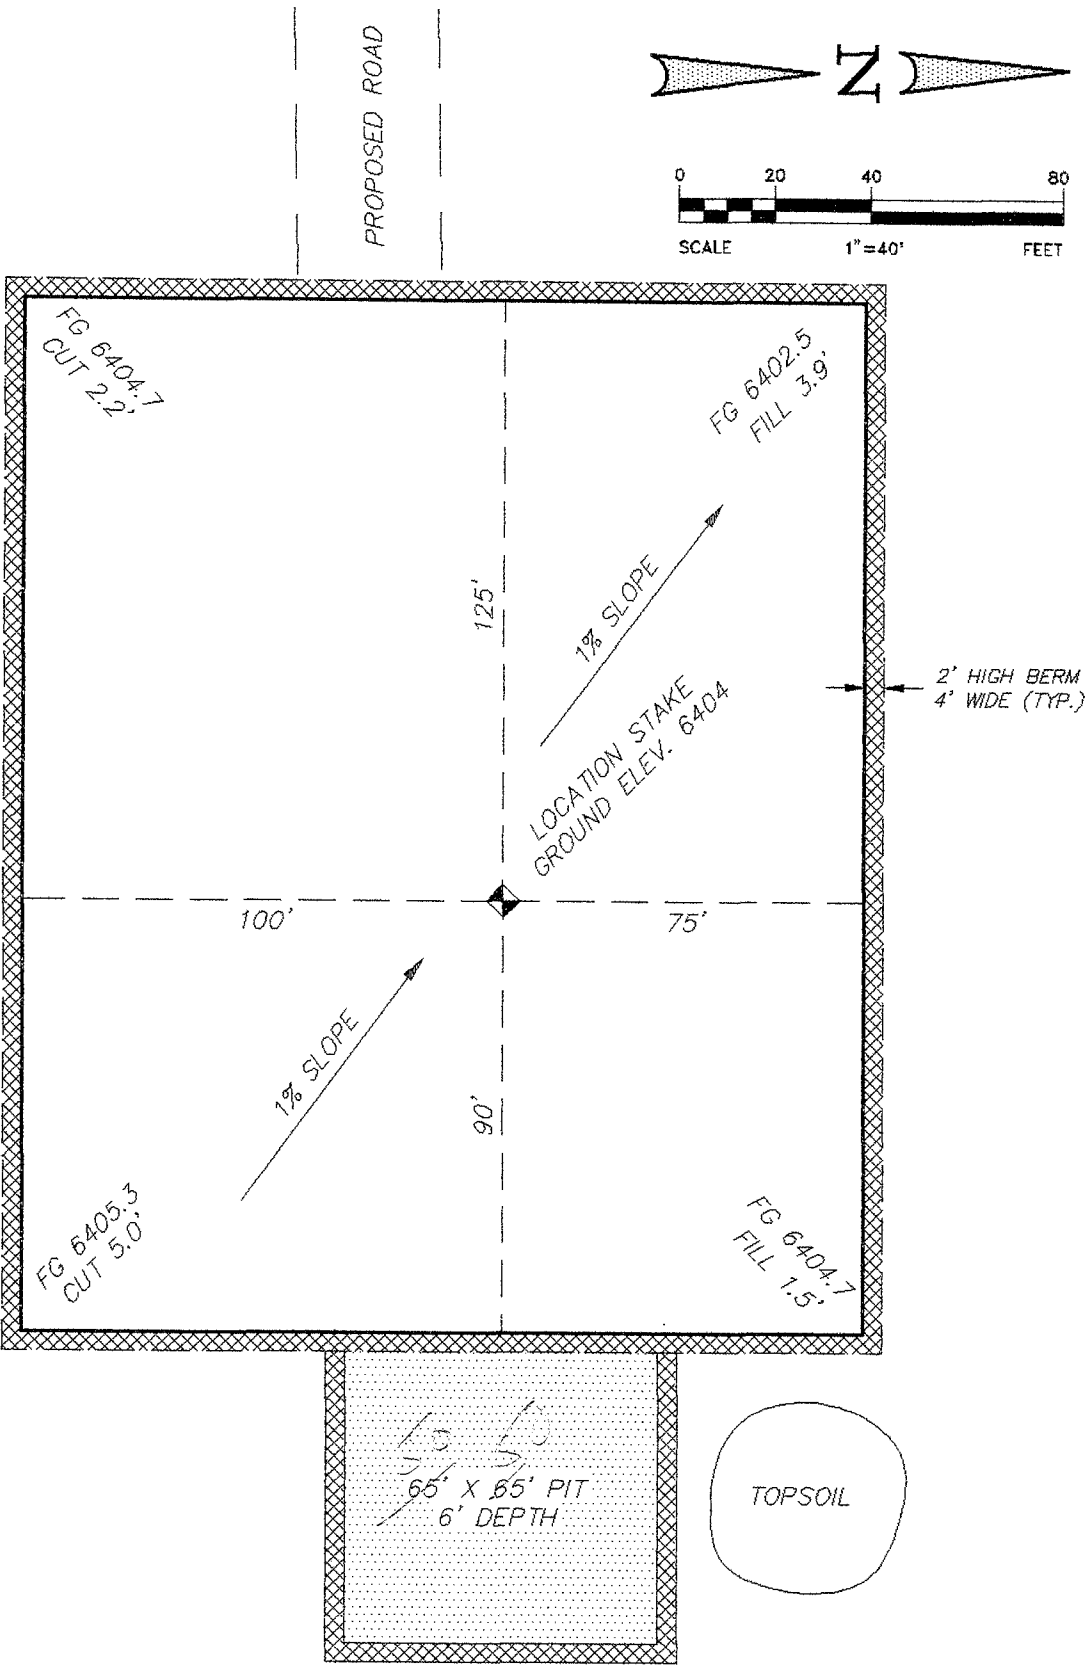 PROPOSED ROAD
N
0 20 40 80
SCALE 1"=40' FEET
FG 6404.7
CUT 2.2'
FG 6402.5
FILL 3.9'
125'
1% SLOPE
2' HIGH BERM
4' WIDE (TYP.)
LOCATION STAKE
GROUND ELEV. 6404
100'
75'
1% SLOPE
90'
FG 6405.3
CUT 5.0'
FG 6404.7
FILL 1.5'
50 50
65' X 65' PIT
6' DEPTH
TOPSOIL